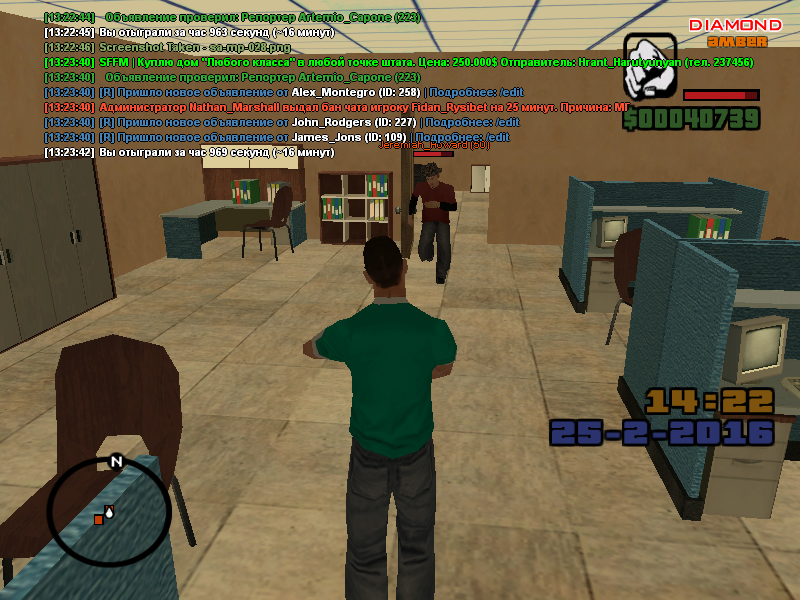 [13:22:44] Объявление проверил: Репортер Artemio_Capone (223)
[13:22:45] Вы отыграли за час 963 секунд (~16 минут)
[13:22:46] Screenshot Taken - sa-mp-028.png
[13:23:40] SFFM | Куплю дом "Любого класса" в любой точке штата. Цена: 250.000$ Отправитель: Hrant_Harutyunyan (тел. 237456)
[13:23:40] Объявление проверил: Репортер Artemio_Capone (223)
[13:23:40] [R] Пришло новое объявление от Alex_Montegro (ID: 258) | Подробнее: /edit
[13:23:40] Администратор Nathan_Marshall выдал бан чата игроку Fidan_Rysibet на 25 минут. Причина: МГ
[13:23:40] [R] Пришло новое объявление от John_Rodgers (ID: 227) | Подробнее: /edit
[13:23:40] [R] Пришло новое объявление от James_Jons (ID: 109) | Подробнее: /edit
[13:23:42] Вы отыграли за час 969 секунд (~16 минут)
DIAMOND
AMBER
$00040739
Jeremiah_Howard
14:22
25-2-2016
N